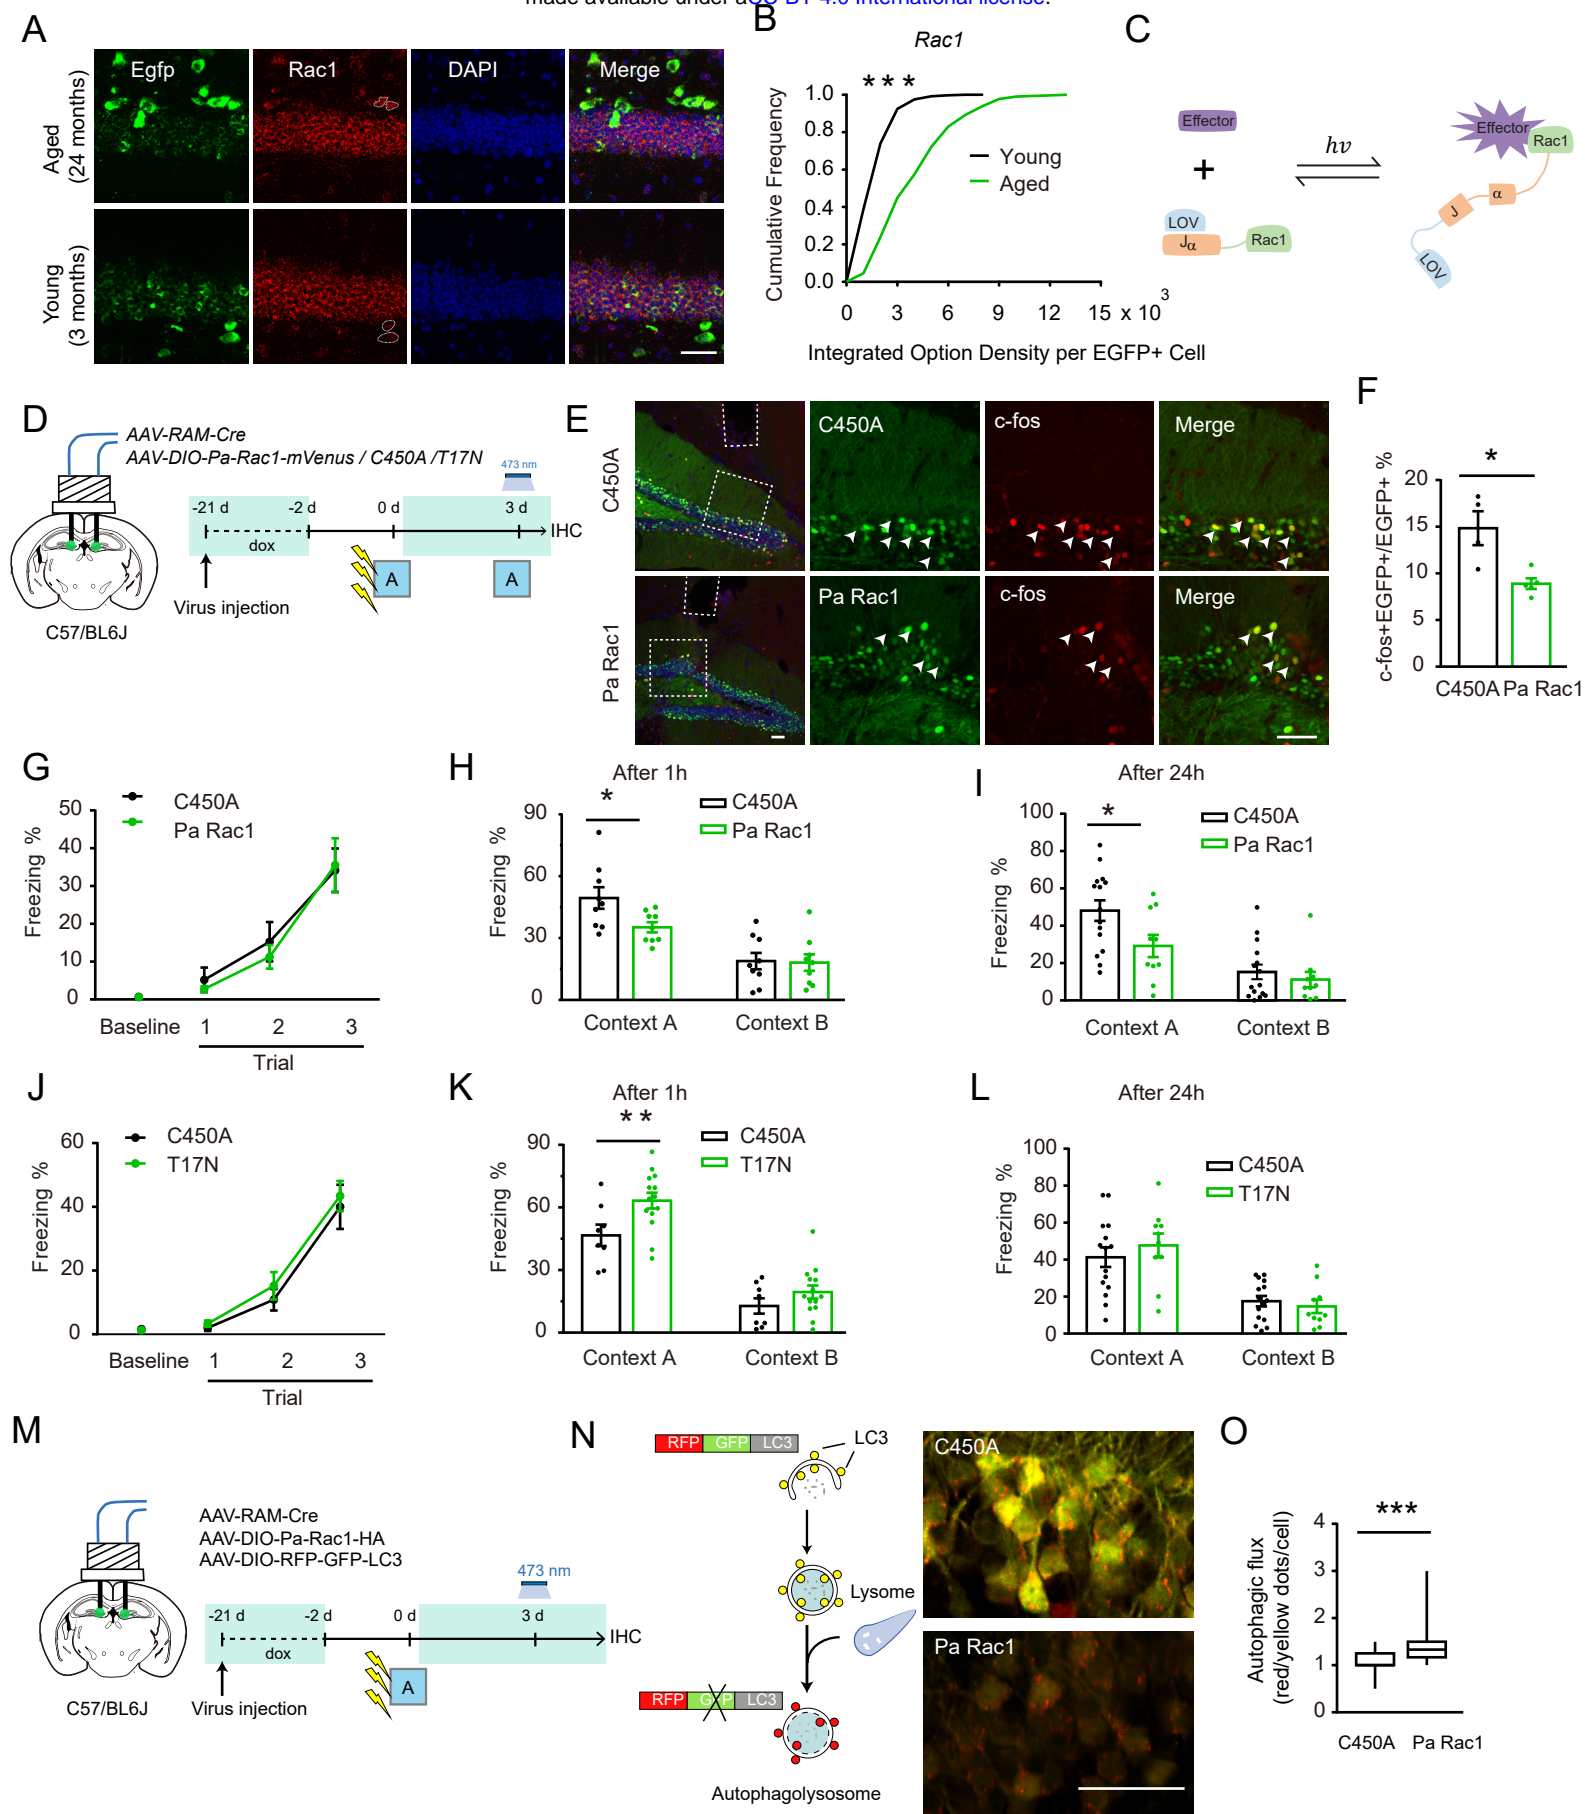 made available under aCC-BY 4.0 International license.
A
Egfp
Rac1
DAPI
Merge
Aged
(24 months)
Young
(3 months)
B
Rac1
***
Cumulative Frequency
1.0
0.8
0.6
0.4
0.2
0.0
Young
Aged
0 3 6 9 12 15 x 10
3
Integrated Option Density per EGFP+ Cell
C
Effector
+
LOV
Jα
Rac1
hν
Effector
Rac1
α
J
LOV
D
AAV-RAM-Cre
AAV-DIO-Pa-Rac1-mVenus / C450A /T17N
473 nm
-21 d
-2 d
0 d
3 d
dox
IHC
A
A
Virus injection
C57/BL6J
E
C450A
C450A
c-fos
Merge
Pa Rac1
Pa Rac1
c-fos
Merge
F
c-fos+EGFP+/EGFP+ %
20
15
10
5
0
*
C450A Pa Rac1
G
C450A
Pa Rac1
Freezing %
50
40
30
20
10
0
Baseline 1 2 3
Trial
H
After 1h
*
C450A
Pa Rac1
Freezing %
90
60
30
0
Context A Context B
I
After 24h
*
C450A
Pa Rac1
Freezing %
100
80
60
40
20
0
Context A Context B
J
C450A
T17N
Freezing %
60
40
20
0
Baseline 1 2 3
Trial
K
After 1h
**
C450A
T17N
Freezing %
90
60
30
0
Context A Context B
L
After 24h
C450A
T17N
Freezing %
100
80
60
40
20
0
Context A Context B
M
AAV-RAM-Cre
AAV-DIO-Pa-Rac1-HA
AAV-DIO-RFP-GFP-LC3
473 nm
-21 d
-2 d
0 d
3 d
dox
IHC
A
Virus injection
C57/BL6J
N
RFP GFP LC3
LC3
Lysome
RFP GFP LC3
Autophagolysosome
C450A
Pa Rac1
O
***
Autophagic flux
(red/yellow dots/cell)
4
3
2
1
0
C450A Pa Rac1